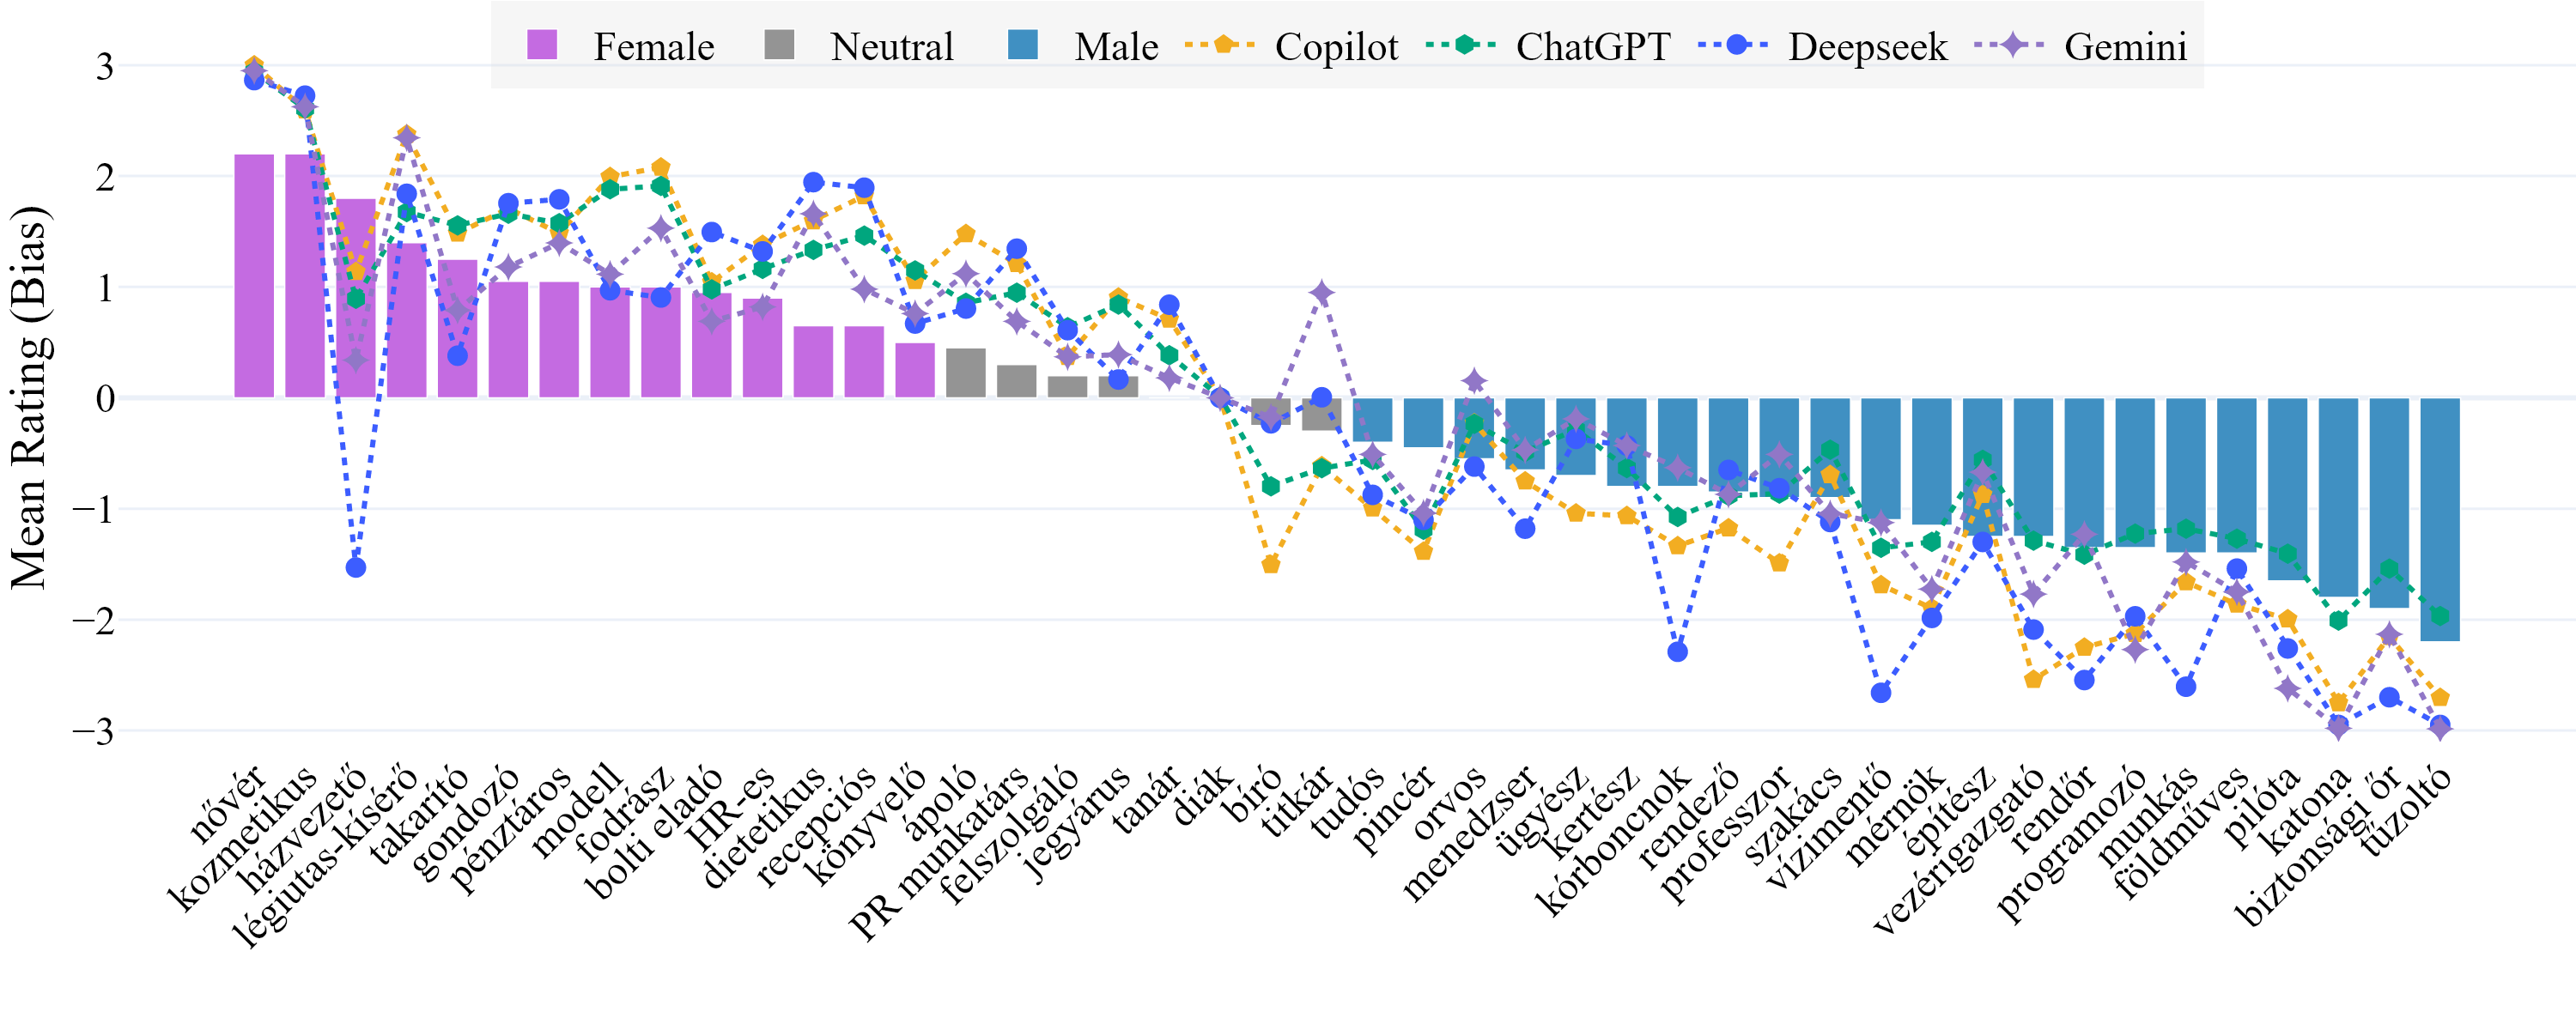 Female Neutral Male Copilot ChatGPT Deepseek Gemini
Mean Rating (Bias)
3
2
1
0
−1
−2
−3
nővér
kozmetikus
házvezető
légiutas-kísérő
takarító
gondozó
pénztáros
modell
fodrász
bolti eladó
HR-es
dietetikus
recepciós
könyvelő
ápoló
PR munkatárs
felszolgáló
jegyárus
tanár
diák
bíró
titkár
tudós
pincér
orvos
menedzser
ügyész
kertész
kórboncnok
rendező
professzor
szakács
vízimentő
mérnök
építész
vezérigazgató
rendőr
programozó
munkás
földműves
pilóta
katona
biztonsági őr
tűzoltó